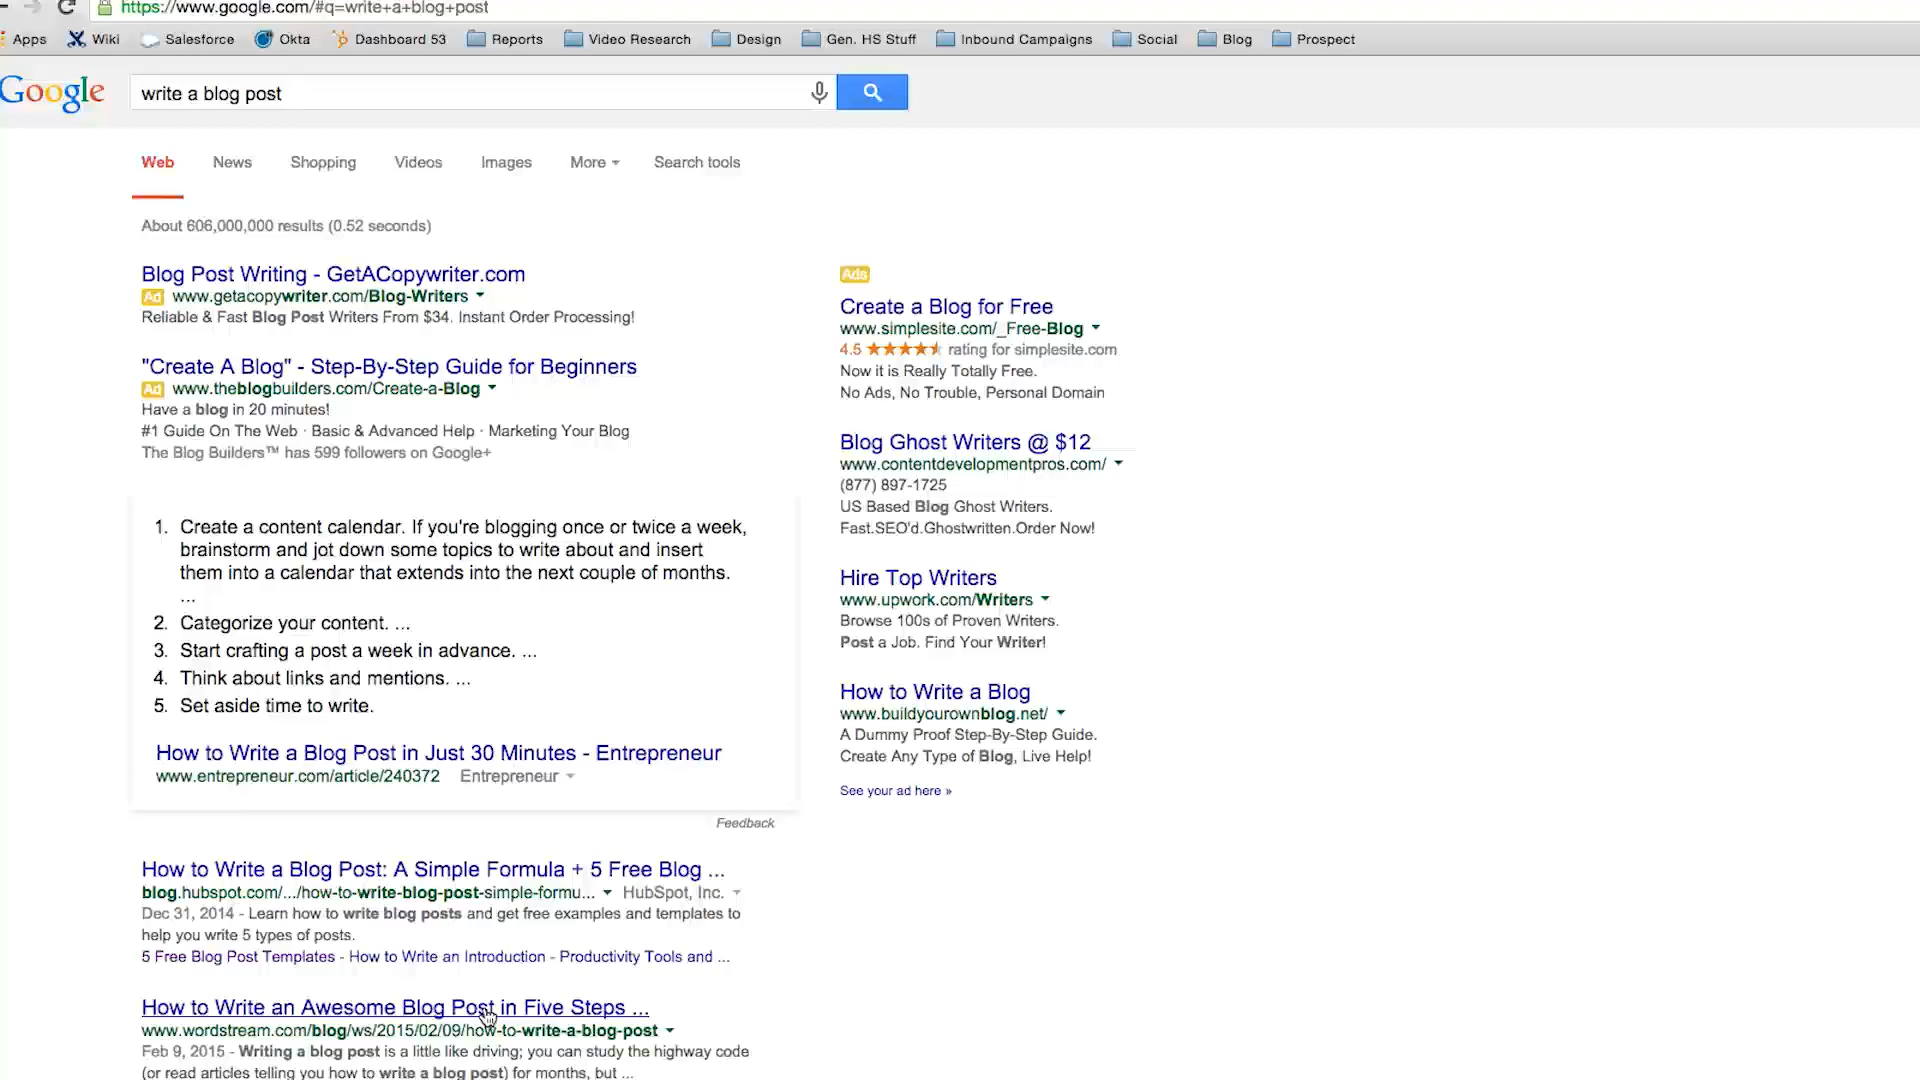 https://www.google.com/#q=write+a+blog+post
Apps Wiki Salesforce Okta Dashboard 53 Reports Video Research Design Gen. HS Stuff Inbound Campaigns Social Blog Prospect
Google write a blog post
Web News Shopping Videos Images More Search tools
About 606,000,000 results (0.52 seconds)
Blog Post Writing - GetACopywriter.com
Ad www.getacopywriter.com/Blog-Writers
Reliable & Fast Blog Post Writers From $34. Instant Order Processing!
"Create A Blog" - Step-By-Step Guide for Beginners
Ad www.theblogbuilders.com/Create-a-Blog
Have a blog in 20 minutes!
#1 Guide On The Web · Basic & Advanced Help · Marketing Your Blog
The Blog Builders™ has 599 followers on Google+
1. Create a content calendar. If you're blogging once or twice a week,
brainstorm and jot down some topics to write about and insert
them into a calendar that extends into the next couple of months.
...
2. Categorize your content. ...
3. Start crafting a post a week in advance. ...
4. Think about links and mentions. ...
5. Set aside time to write.
How to Write a Blog Post in Just 30 Minutes - Entrepreneur
www.entrepreneur.com/article/240372 Entrepreneur
Feedback
How to Write a Blog Post: A Simple Formula + 5 Free Blog ...
blog.hubspot.com/.../how-to-write-blog-post-simple-formu... HubSpot, Inc.
Dec 31, 2014 - Learn how to write blog posts and get free examples and templates to
help you write 5 types of posts.
5 Free Blog Post Templates - How to Write an Introduction - Productivity Tools and ...
How to Write an Awesome Blog Post in Five Steps ...
www.wordstream.com/blog/ws/2015/02/09/how-to-write-a-blog-post
Feb 9, 2015 - Writing a blog post is a little like driving; you can study the highway code
(or read articles telling you how to write a blog post) for months, but ...
Ads
Create a Blog for Free
www.simplesite.com/_Free-Blog
4.5 rating for simplesite.com
Now it is Really Totally Free.
No Ads, No Trouble, Personal Domain
Blog Ghost Writers @ $12
www.contentdevelopmentpros.com/
(877) 897-1725
US Based Blog Ghost Writers.
Fast.SEO'd.Ghostwritten.Order Now!
Hire Top Writers
www.upwork.com/Writers
Browse 100s of Proven Writers.
Post a Job. Find Your Writer!
How to Write a Blog
www.buildyourownblog.net/
A Dummy Proof Step-By-Step Guide.
Create Any Type of Blog, Live Help!
See your ad here »